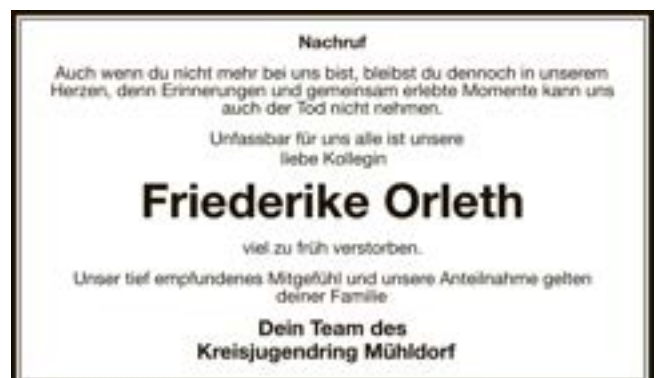 Nachruf
Auch wenn du nicht mehr bei uns bist, bleibst du dennoch in unserem
Herzen, denn Erinnerungen und gemeinsam erlebte Momente kann uns
auch der Tod nicht nehmen.
Unfassbar für uns alle ist unsere
liebe Kollegin
Friederike Orleth
viel zu früh verstorben.
Unser tief empfundenes Mitgefühl und unsere Anteilnahme gelten
deiner Familie
Dein Team des
Kreisjugendring Mühldorf